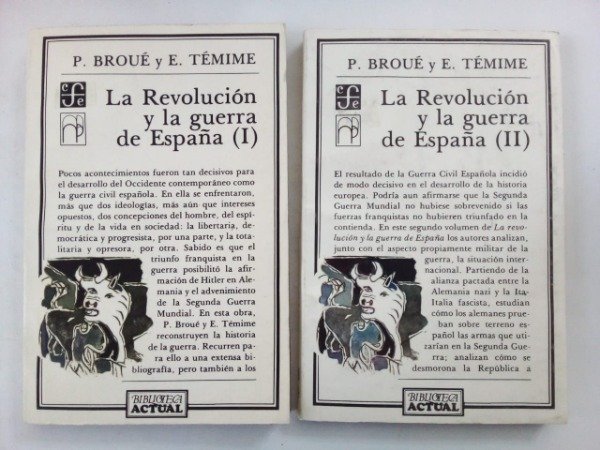 P. BROUÉ y E. TÉMIME
cfe
La Revolución
y la guerra
de España (I)
Pocos acontecimientos fueron tan decisivos para
el desarrollo del Occidente contemporáneo como
la guerra civil española. En ella se enfrentaron,
más que dos ideologías, más aún que intereses
opuestos, dos concepciones del hombre, del espí-
ritu y de la vida en sociedad: la libertaria, de-
mocrática y progresista, por una parte, y la tota-
litaria y opresora, por otra. Sabido es que el
triunfo franquista en la
guerra posibilitó la afir-
mación de Hitler en Ale-
mania y el advenimiento
de la Segunda Guerra
Mundial. En esta obra,
P. Broué y E. Témime
reconstruyen la historia
de la guerra. Recurren pa-
ra ello a una extensa bi-
bliografía, pero también a los
BIBLIOTECA
ACTUAL
P. BROUÉ y E. TÉMIME
cfe
La Revolución
y la guerra
de España (II)
El resultado de la Guerra Civil Española incidió
de modo decisivo en el desarrollo de la historia
europea. Podría aun afirmarse que la Segunda
Guerra Mundial no hubiese sobrevenido si las
fuerzas franquistas no hubieren triunfado en la
contienda. En este segundo volumen de La revo-
lución y la guerra de España los autores analizan,
junto con el aspecto propiamente militar de la
guerra, la situación inter-
nacional. Partiendo de la
alianza pactada entre la
Alemania nazi y la Ita-
Italia fascista, estudian
cómo los alemanes prue-
ban sobre terreno es-
pañol las armas que ut-
izarían en la Segunda Gue-
rra; analizan cómo se
desmorona la República a
BIBLIOTECA
ACTUAL